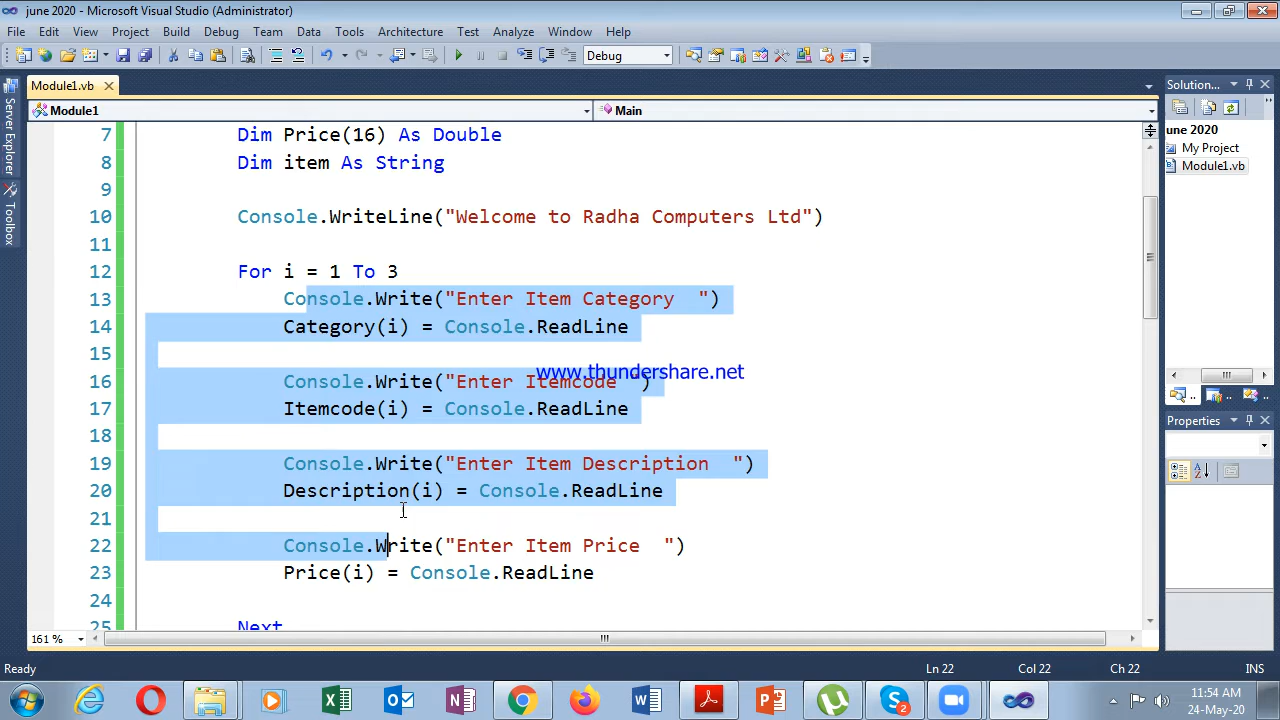 june 2020 - Microsoft Visual Studio (Administrator)
File Edit View Project Build Debug Team Data Tools Architecture Test Analyze Window Help
Debug
Server Explorer
Toolbox
Module1.vb
Module1
Main
7 Dim Price(16) As Double
8 Dim item As String
9
10 Console.WriteLine("Welcome to Radha Computers Ltd")
11
12 For i = 1 To 3
13 Console.Write("Enter Item Category  ")
14 Category(i) = Console.ReadLine
15
16 Console.Write("Enter Itemcode  ")
17 Itemcode(i) = Console.ReadLine
18
19 Console.Write("Enter Item Description  ")
20 Description(i) = Console.ReadLine
21
22 Console.Write("Enter Item Price  ")
23 Price(i) = Console.ReadLine
24
25 Next
www.thundershare.net
161 %
Solution...
une 2020
My Project
Module1.vb
Properties
Ready
Ln 22 Col 22 Ch 22 INS
2
11:54 AM
24-May-20